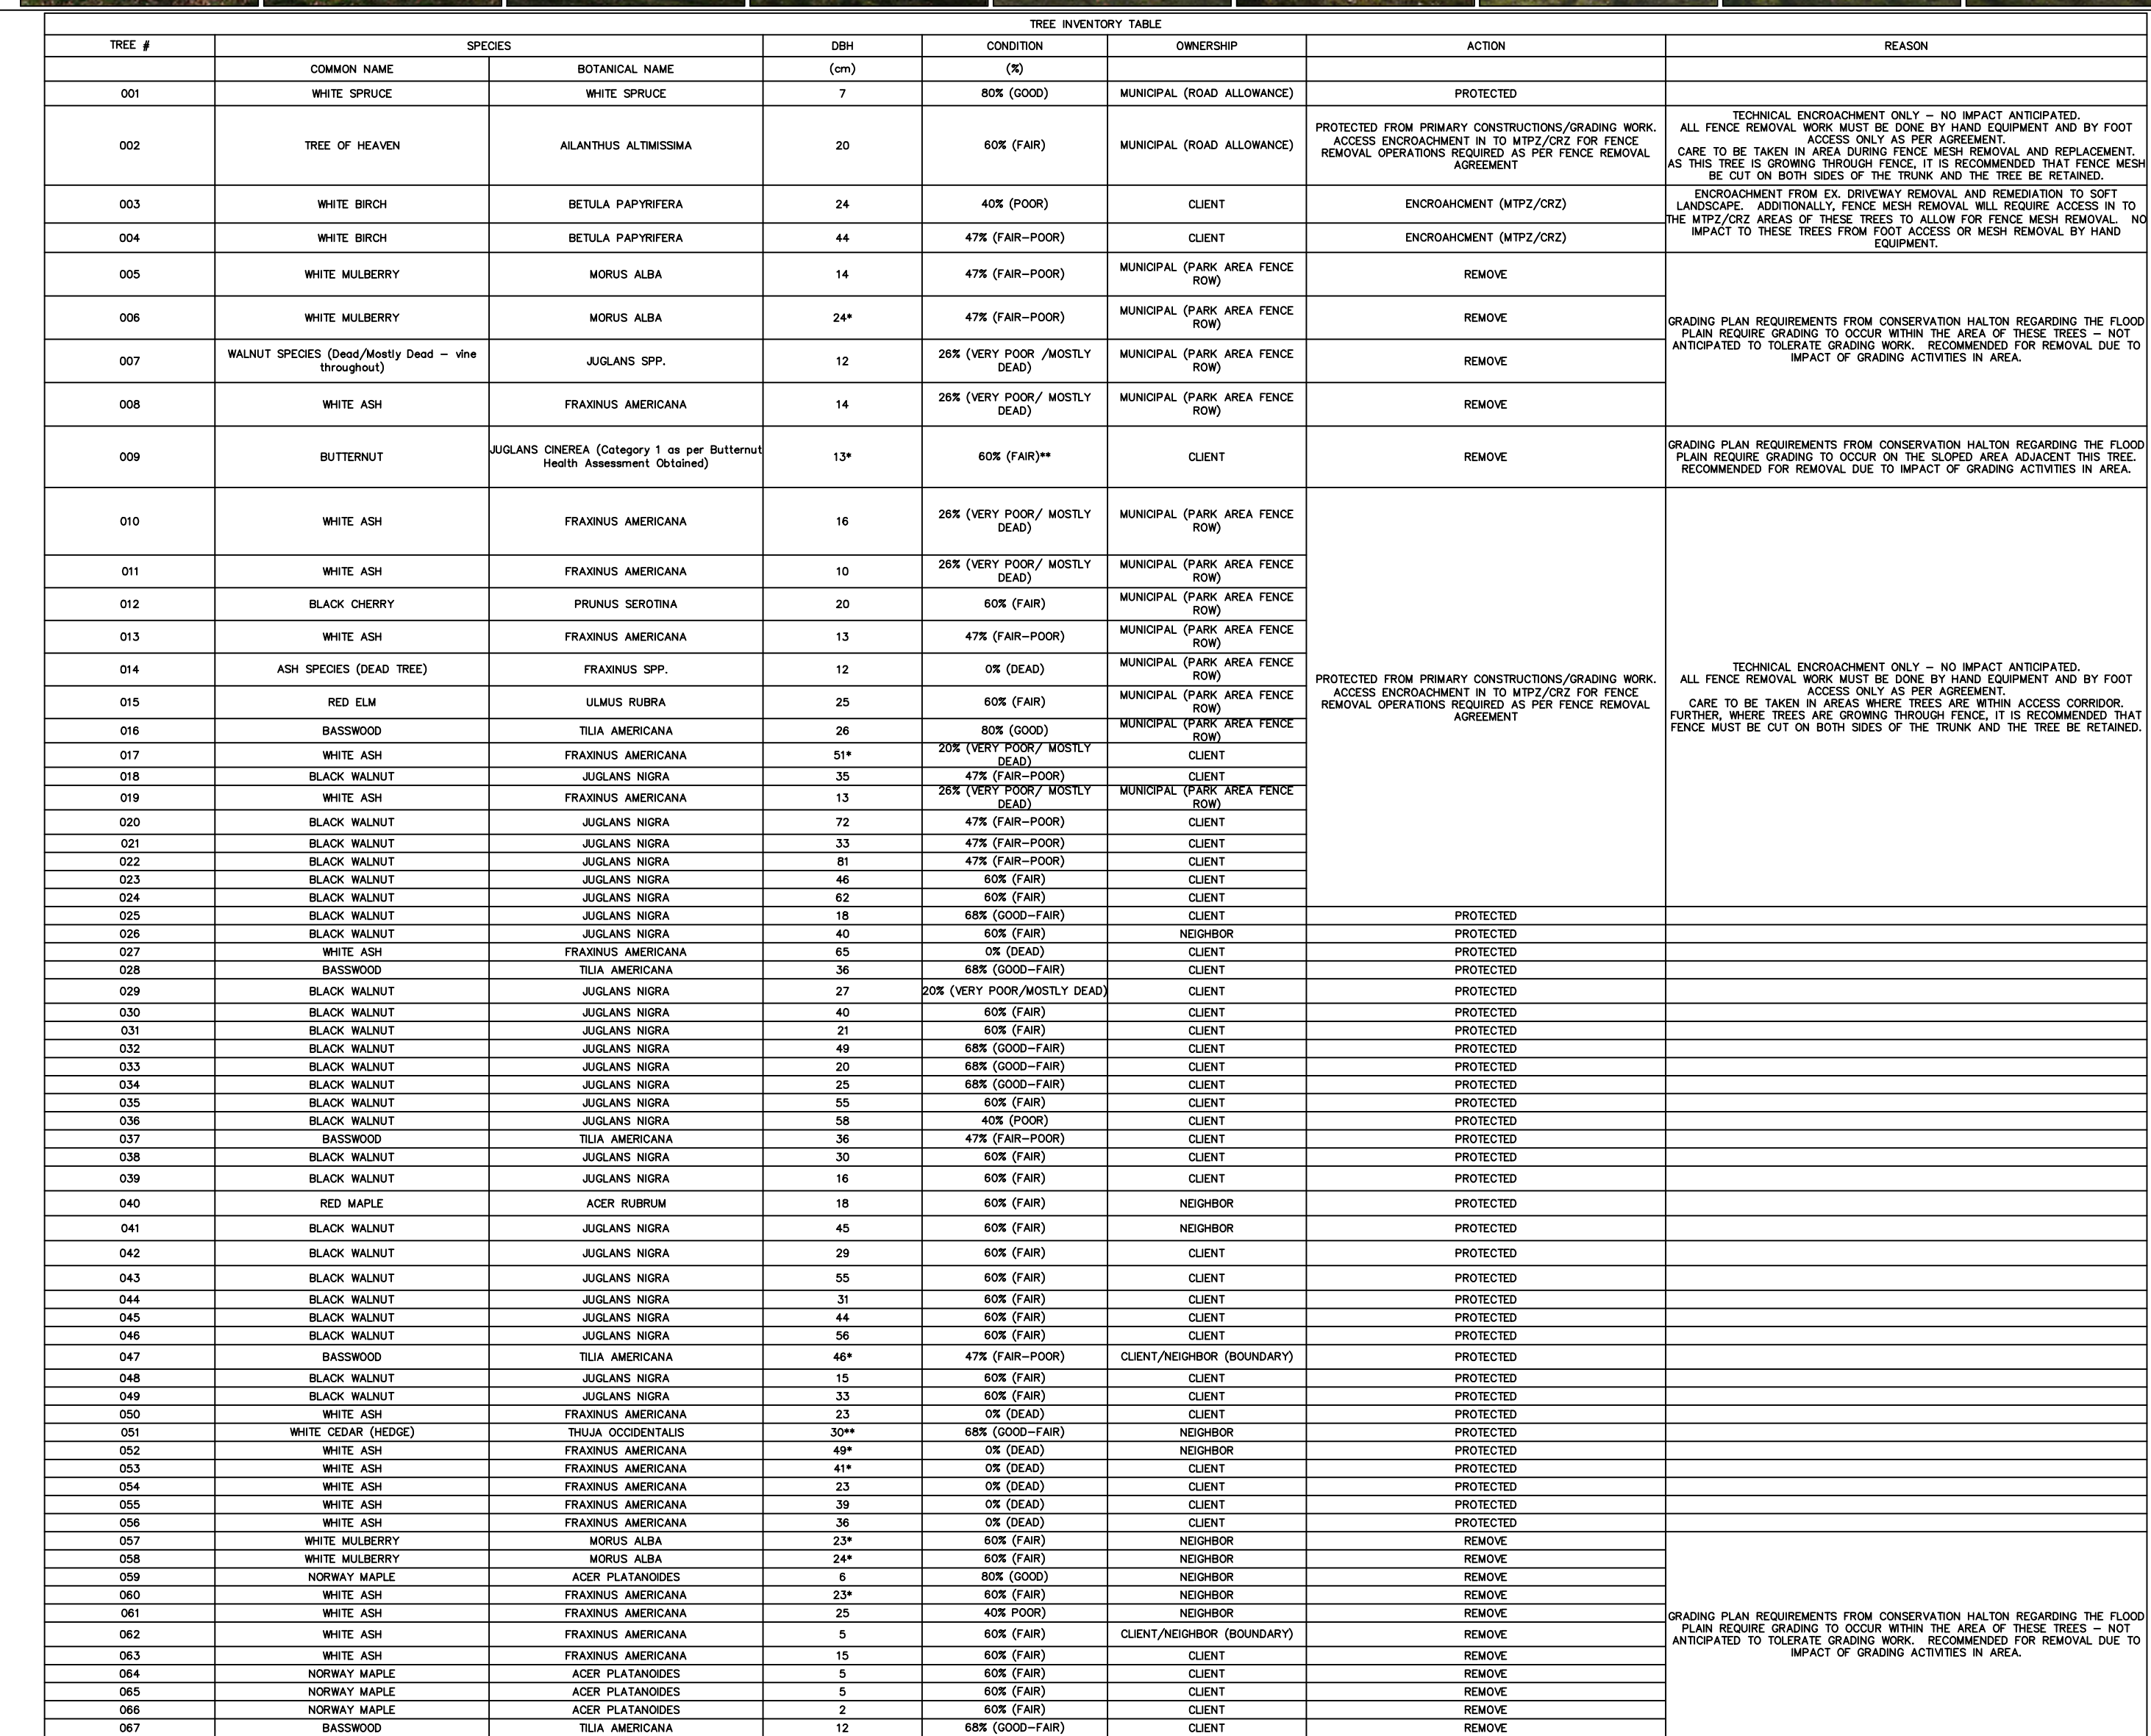 TREE INVENTORY TABLE
TREE # SPECIES DBH CONDITION OWNERSHIP ACTION REASON
COMMON NAME BOTANICAL NAME (cm) (%)
001 WHITE SPRUCE WHITE SPRUCE 7 80% (GOOD) MUNICIPAL (ROAD ALLOWANCE) PROTECTED
002 TREE OF HEAVEN AILANTHUS ALTIMISSIMA 20 60% (FAIR) MUNICIPAL (ROAD ALLOWANCE)
PROTECTED FROM PRIMARY CONSTRUCTIONS/GRADING WORK.
ACCESS ENCROACHMENT IN TO MTPZ/CRZ FOR FENCE
REMOVAL OPERATIONS REQUIRED AS PER FENCE REMOVAL
AGREEMENT
TECHNICAL ENCROACHMENT ONLY – NO IMPACT ANTICIPATED.
ALL FENCE REMOVAL WORK MUST BE DONE BY HAND EQUIPMENT AND BY FOOT
ACCESS ONLY AS PER AGREEMENT.
CARE TO BE TAKEN IN AREA DURING FENCE MESH REMOVAL AND REPLACEMENT.
AS THIS TREE IS GROWING THROUGH FENCE, IT IS RECOMMENDED THAT FENCE MESH
BE CUT ON BOTH SIDES OF THE TRUNK AND THE TREE BE RETAINED.
003 WHITE BIRCH BETULA PAPYRIFERA 24 40% (POOR) CLIENT ENCROAHCMENT (MTPZ/CRZ)
004 WHITE BIRCH BETULA PAPYRIFERA 44 47% (FAIR–POOR) CLIENT ENCROAHCMENT (MTPZ/CRZ)
ENCROACHMENT FROM EX. DRIVEWAY REMOVAL AND REMEDIATION TO SOFT
LANDSCAPE. ADDITIONALLY, FENCE MESH REMOVAL WILL REQUIRE ACCESS IN TO
THE MTPZ/CRZ AREAS OF THESE TREES TO ALLOW FOR FENCE MESH REMOVAL. NO
IMPACT TO THESE TREES FROM FOOT ACCESS OR MESH REMOVAL BY HAND
EQUIPMENT.
005 WHITE MULBERRY MORUS ALBA 14 47% (FAIR–POOR) MUNICIPAL (PARK AREA FENCE
ROW) REMOVE
006 WHITE MULBERRY MORUS ALBA 24* 47% (FAIR–POOR) MUNICIPAL (PARK AREA FENCE
ROW) REMOVE
007 WALNUT SPECIES (Dead/Mostly Dead – vine
throughout) JUGLANS SPP. 12 26% (VERY POOR /MOSTLY
DEAD) MUNICIPAL (PARK AREA FENCE
ROW) REMOVE
008 WHITE ASH FRAXINUS AMERICANA 14 26% (VERY POOR/ MOSTLY
DEAD) MUNICIPAL (PARK AREA FENCE
ROW) REMOVE
GRADING PLAN REQUIREMENTS FROM CONSERVATION HALTON REGARDING THE FLOOD
PLAIN REQUIRE GRADING TO OCCUR WITHIN THE AREA OF THESE TREES – NOT
ANTICIPATED TO TOLERATE GRADING WORK. RECOMMENDED FOR REMOVAL DUE TO
IMPACT OF GRADING ACTIVITIES IN AREA.
009 BUTTERNUT JUGLANS CINEREA (Category 1 as per Butternut
Health Assessment Obtained) 13* 60% (FAIR)** CLIENT REMOVE
GRADING PLAN REQUIREMENTS FROM CONSERVATION HALTON REGARDING THE FLOOD
PLAIN REQUIRE GRADING TO OCCUR ON THE SLOPED AREA ADJACENT THIS TREE.
RECOMMENDED FOR REMOVAL DUE TO IMPACT OF GRADING ACTIVITIES IN AREA.
010 WHITE ASH FRAXINUS AMERICANA 16 26% (VERY POOR/ MOSTLY
DEAD) MUNICIPAL (PARK AREA FENCE
ROW)
011 WHITE ASH FRAXINUS AMERICANA 10 26% (VERY POOR/ MOSTLY
DEAD) MUNICIPAL (PARK AREA FENCE
ROW)
012 BLACK CHERRY PRUNUS SEROTINA 20 60% (FAIR) MUNICIPAL (PARK AREA FENCE
ROW)
013 WHITE ASH FRAXINUS AMERICANA 13 47% (FAIR–POOR) MUNICIPAL (PARK AREA FENCE
ROW)
014 ASH SPECIES (DEAD TREE) FRAXINUS SPP. 12 0% (DEAD) MUNICIPAL (PARK AREA FENCE
ROW)
015 RED ELM ULMUS RUBRA 25 60% (FAIR) MUNICIPAL (PARK AREA FENCE
ROW)
016 BASSWOOD TILIA AMERICANA 26 80% (GOOD) MUNICIPAL (PARK AREA FENCE
ROW)
017 WHITE ASH FRAXINUS AMERICANA 51* 20% (VERY POOR/ MOSTLY
DEAD) CLIENT
018 BLACK WALNUT JUGLANS NIGRA 35 47% (FAIR–POOR) CLIENT
019 WHITE ASH FRAXINUS AMERICANA 13 26% (VERY POOR/ MOSTLY
DEAD) MUNICIPAL (PARK AREA FENCE
ROW)
020 BLACK WALNUT JUGLANS NIGRA 72 47% (FAIR–POOR) CLIENT
021 BLACK WALNUT JUGLANS NIGRA 33 47% (FAIR–POOR) CLIENT
022 BLACK WALNUT JUGLANS NIGRA 81 47% (FAIR–POOR) CLIENT
023 BLACK WALNUT JUGLANS NIGRA 46 60% (FAIR) CLIENT
024 BLACK WALNUT JUGLANS NIGRA 62 60% (FAIR) CLIENT
PROTECTED FROM PRIMARY CONSTRUCTIONS/GRADING WORK.
ACCESS ENCROACHMENT IN TO MTPZ/CRZ FOR FENCE
REMOVAL OPERATIONS REQUIRED AS PER FENCE REMOVAL
AGREEMENT
TECHNICAL ENCROACHMENT ONLY – NO IMPACT ANTICIPATED.
ALL FENCE REMOVAL WORK MUST BE DONE BY HAND EQUIPMENT AND BY FOOT
ACCESS ONLY AS PER AGREEMENT.
CARE TO BE TAKEN IN AREAS WHERE TREES ARE WITHIN ACCESS CORRIDOR.
FURTHER, WHERE TREES ARE GROWING THROUGH FENCE, IT IS RECOMMENDED THAT
FENCE MUST BE CUT ON BOTH SIDES OF THE TRUNK AND THE TREE BE RETAINED.
025 BLACK WALNUT JUGLANS NIGRA 18 68% (GOOD–FAIR) CLIENT PROTECTED
026 BLACK WALNUT JUGLANS NIGRA 40 60% (FAIR) NEIGHBOR PROTECTED
027 WHITE ASH FRAXINUS AMERICANA 65 0% (DEAD) CLIENT PROTECTED
028 BASSWOOD TILIA AMERICANA 36 68% (GOOD–FAIR) CLIENT PROTECTED
029 BLACK WALNUT JUGLANS NIGRA 27 20% (VERY POOR/MOSTLY DEAD) CLIENT PROTECTED
030 BLACK WALNUT JUGLANS NIGRA 40 60% (FAIR) CLIENT PROTECTED
031 BLACK WALNUT JUGLANS NIGRA 21 60% (FAIR) CLIENT PROTECTED
032 BLACK WALNUT JUGLANS NIGRA 49 68% (GOOD–FAIR) CLIENT PROTECTED
033 BLACK WALNUT JUGLANS NIGRA 20 68% (GOOD–FAIR) CLIENT PROTECTED
034 BLACK WALNUT JUGLANS NIGRA 25 68% (GOOD–FAIR) CLIENT PROTECTED
035 BLACK WALNUT JUGLANS NIGRA 55 60% (FAIR) CLIENT PROTECTED
036 BLACK WALNUT JUGLANS NIGRA 58 40% (POOR) CLIENT PROTECTED
037 BASSWOOD TILIA AMERICANA 36 47% (FAIR–POOR) CLIENT PROTECTED
038 BLACK WALNUT JUGLANS NIGRA 30 60% (FAIR) CLIENT PROTECTED
039 BLACK WALNUT JUGLANS NIGRA 16 60% (FAIR) CLIENT PROTECTED
040 RED MAPLE ACER RUBRUM 18 60% (FAIR) NEIGHBOR PROTECTED
041 BLACK WALNUT JUGLANS NIGRA 45 60% (FAIR) NEIGHBOR PROTECTED
042 BLACK WALNUT JUGLANS NIGRA 29 60% (FAIR) CLIENT PROTECTED
043 BLACK WALNUT JUGLANS NIGRA 55 60% (FAIR) CLIENT PROTECTED
044 BLACK WALNUT JUGLANS NIGRA 31 60% (FAIR) CLIENT PROTECTED
045 BLACK WALNUT JUGLANS NIGRA 44 60% (FAIR) CLIENT PROTECTED
046 BLACK WALNUT JUGLANS NIGRA 56 60% (FAIR) CLIENT PROTECTED
047 BASSWOOD TILIA AMERICANA 46* 47% (FAIR–POOR) CLIENT/NEIGHBOR (BOUNDARY) PROTECTED
048 BLACK WALNUT JUGLANS NIGRA 15 60% (FAIR) CLIENT PROTECTED
049 BLACK WALNUT JUGLANS NIGRA 33 60% (FAIR) CLIENT PROTECTED
050 WHITE ASH FRAXINUS AMERICANA 23 0% (DEAD) CLIENT PROTECTED
051 WHITE CEDAR (HEDGE) THUJA OCCIDENTALIS 30** 68% (GOOD–FAIR) NEIGHBOR PROTECTED
052 WHITE ASH FRAXINUS AMERICANA 49* 0% (DEAD) NEIGHBOR PROTECTED
053 WHITE ASH FRAXINUS AMERICANA 41* 0% (DEAD) CLIENT PROTECTED
054 WHITE ASH FRAXINUS AMERICANA 23 0% (DEAD) CLIENT PROTECTED
055 WHITE ASH FRAXINUS AMERICANA 39 0% (DEAD) CLIENT PROTECTED
056 WHITE ASH FRAXINUS AMERICANA 36 0% (DEAD) CLIENT PROTECTED
057 WHITE MULBERRY MORUS ALBA 23* 60% (FAIR) NEIGHBOR REMOVE
058 WHITE MULBERRY MORUS ALBA 24* 60% (FAIR) NEIGHBOR REMOVE
059 NORWAY MAPLE ACER PLATANOIDES 6 80% (GOOD) NEIGHBOR REMOVE
060 WHITE ASH FRAXINUS AMERICANA 23* 60% (FAIR) NEIGHBOR REMOVE
061 WHITE ASH FRAXINUS AMERICANA 25 40% POOR) NEIGHBOR REMOVE
062 WHITE ASH FRAXINUS AMERICANA 5 60% (FAIR) CLIENT/NEIGHBOR (BOUNDARY) REMOVE
063 WHITE ASH FRAXINUS AMERICANA 15 60% (FAIR) CLIENT REMOVE
064 NORWAY MAPLE ACER PLATANOIDES 5 60% (FAIR) CLIENT REMOVE
065 NORWAY MAPLE ACER PLATANOIDES 5 60% (FAIR) CLIENT REMOVE
066 NORWAY MAPLE ACER PLATANOIDES 2 60% (FAIR) CLIENT REMOVE
067 BASSWOOD TILIA AMERICANA 12 68% (GOOD–FAIR) CLIENT REMOVE
GRADING PLAN REQUIREMENTS FROM CONSERVATION HALTON REGARDING THE FLOOD
PLAIN REQUIRE GRADING TO OCCUR WITHIN THE AREA OF THESE TREES – NOT
ANTICIPATED TO TOLERATE GRADING WORK. RECOMMENDED FOR REMOVAL DUE TO
IMPACT OF GRADING ACTIVITIES IN AREA.